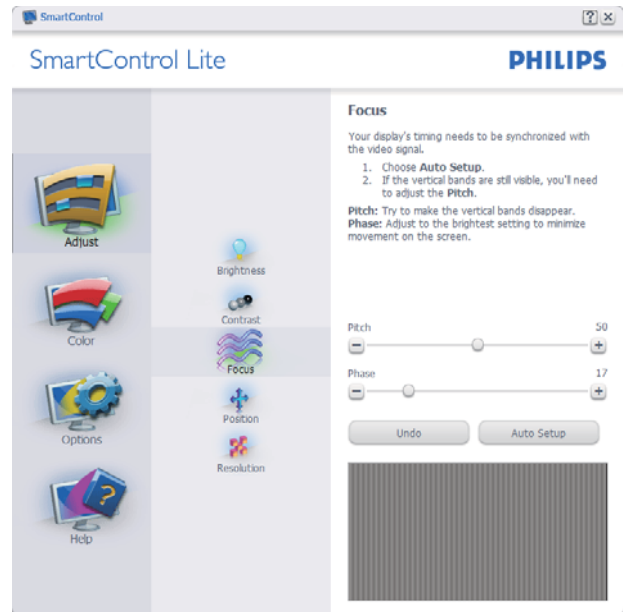 SmartControl
SmartControl Lite
PHILIPS
Adjust
Color
Options
Help
Brightness
Contrast
Focus
Position
Resolution
Focus
Your display's timing needs to be synchronized with
the video signal.
1. Choose Auto Setup.
2. If the vertical bands are still visible, you'll need
to adjust the Pitch.
Pitch: Try to make the vertical bands disappear.
Phase: Adjust to the brightest setting to minimize
movement on the screen.
Pitch 50
Phase 17
Undo Auto Setup